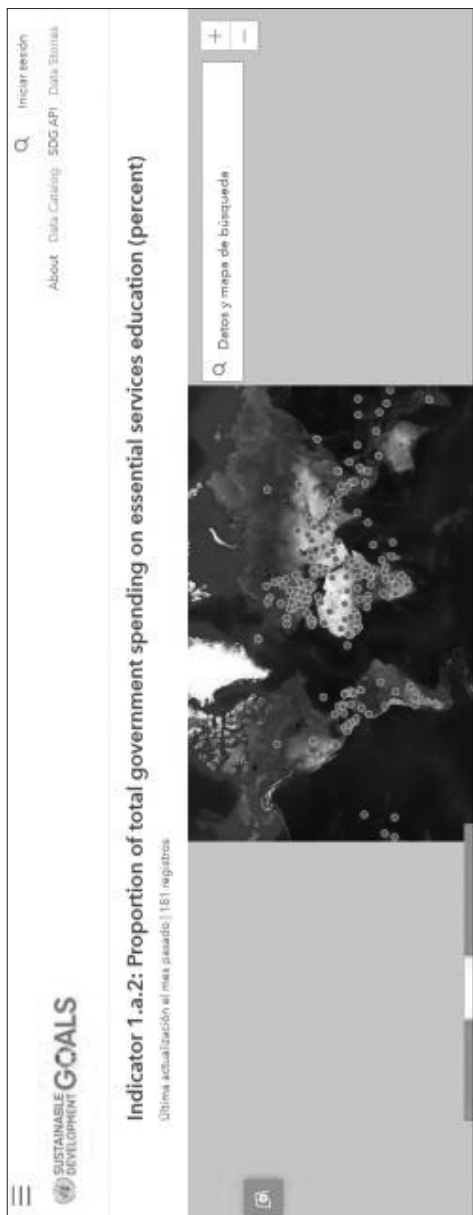 Iniciar sesión
SUSTAINABLE
DEVELOPMENT GOALS
About Data Catalog SDG API Data Stories
Indicator 1.a.2: Proportion of total government spending on essential services education (percent)
Última actualización el mes pasado | 181 registros
Datos y mapa de búsqueda
+
−